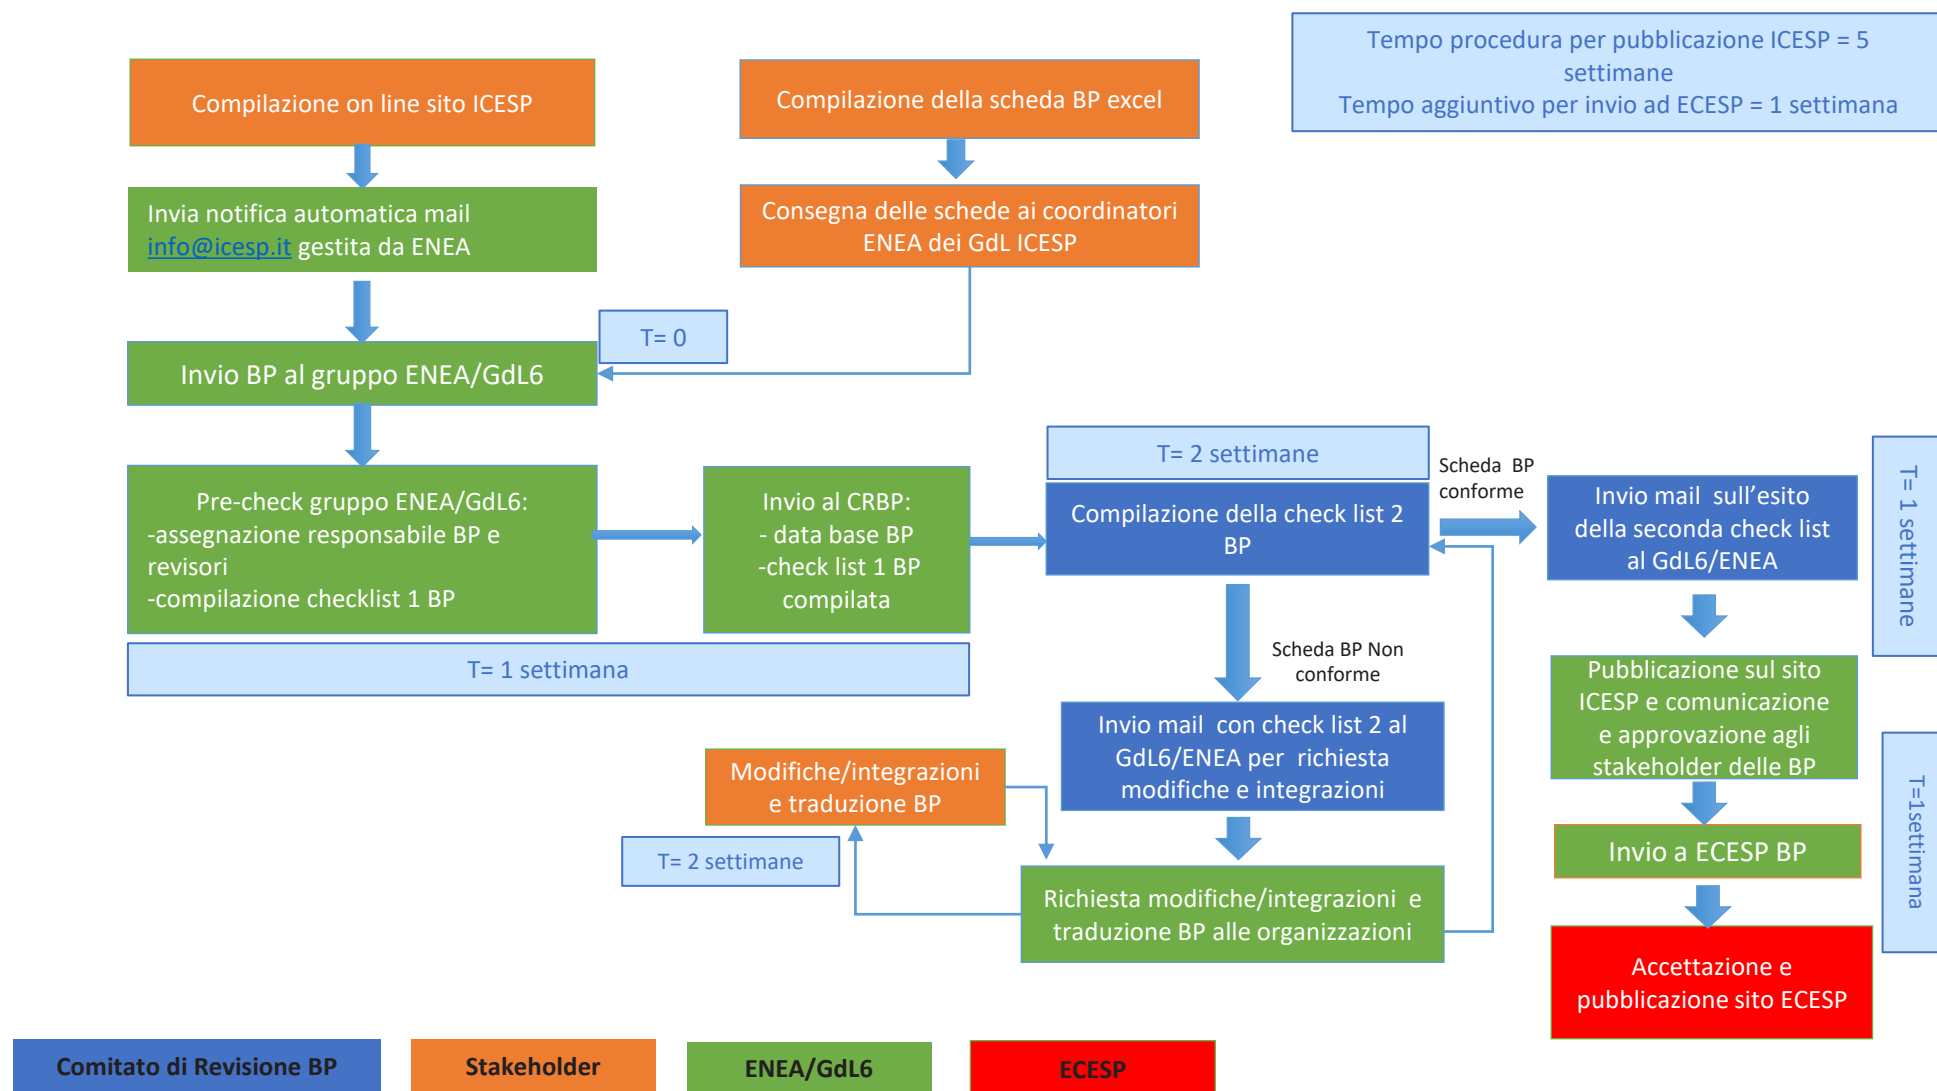 Tempo procedura per pubblicazione ICESP = 5
settimane
Tempo aggiuntivo per invio ad ECESP = 1 settimana
Compilazione on line sito ICESP
Compilazione della scheda BP excel
Invia notifica automatica mail
info@icesp.it gestita da ENEA
Consegna delle schede ai coordinatori
ENEA dei GdL ICESP
T= 0
Invio BP al gruppo ENEA/GdL6
Pre-check gruppo ENEA/GdL6:
-assegnazione responsabile BP e
revisori
-compilazione checklist 1 BP
Invio al CRBP:
- data base BP
-check list 1 BP
compilata
T= 1 settimana
T= 2 settimane
Compilazione della check list 2
BP
Scheda BP
conforme
Invio mail sull'esito
della seconda check list
al GdL6/ENEA
T= 1 settimane
Scheda BP Non
conforme
Invio mail con check list 2 al
GdL6/ENEA per richiesta
modifiche e integrazioni
Modifiche/integrazioni
e traduzione BP
T= 2 settimane
Richiesta modifiche/integrazioni e
traduzione BP alle organizzazioni
Pubblicazione sul sito
ICESP e comunicazione
e approvazione agli
stakeholder delle BP
T=1settimana
Invio a ECESP BP
Accettazione e
pubblicazione sito ECESP
Comitato di Revisione BP
Stakeholder
ENEA/GdL6
ECESP